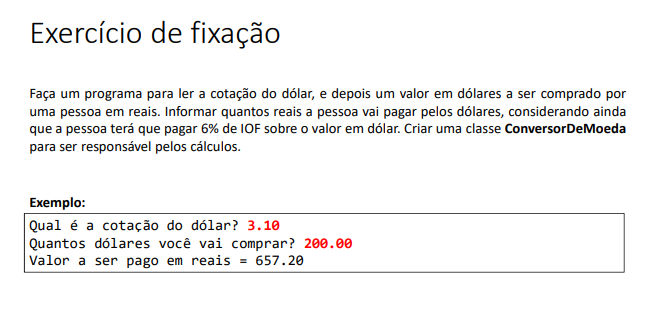 Exercício de fixação
Faça um programa para ler a cotação do dólar, e depois um valor em dólares a ser comprado por
uma pessoa em reais. Informar quantos reais a pessoa vai pagar pelos dólares, considerando ainda
que a pessoa terá que pagar 6% de IOF sobre o valor em dólar. Criar uma classe ConversorDeMoeda
para ser responsável pelos cálculos.
Exemplo:
Qual é a cotação do dólar? 3.10
Quantos dólares você vai comprar? 200.00
Valor a ser pago em reais = 657.20